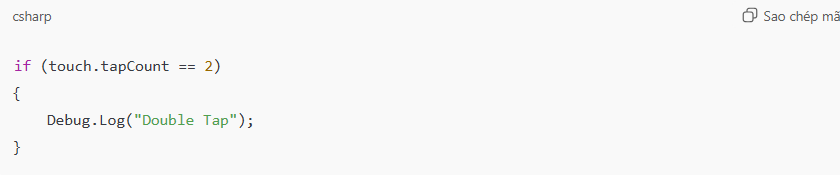 csharp
Sao chép mã
if (touch.tapCount == 2)
{
    Debug.Log("Double Tap");
}